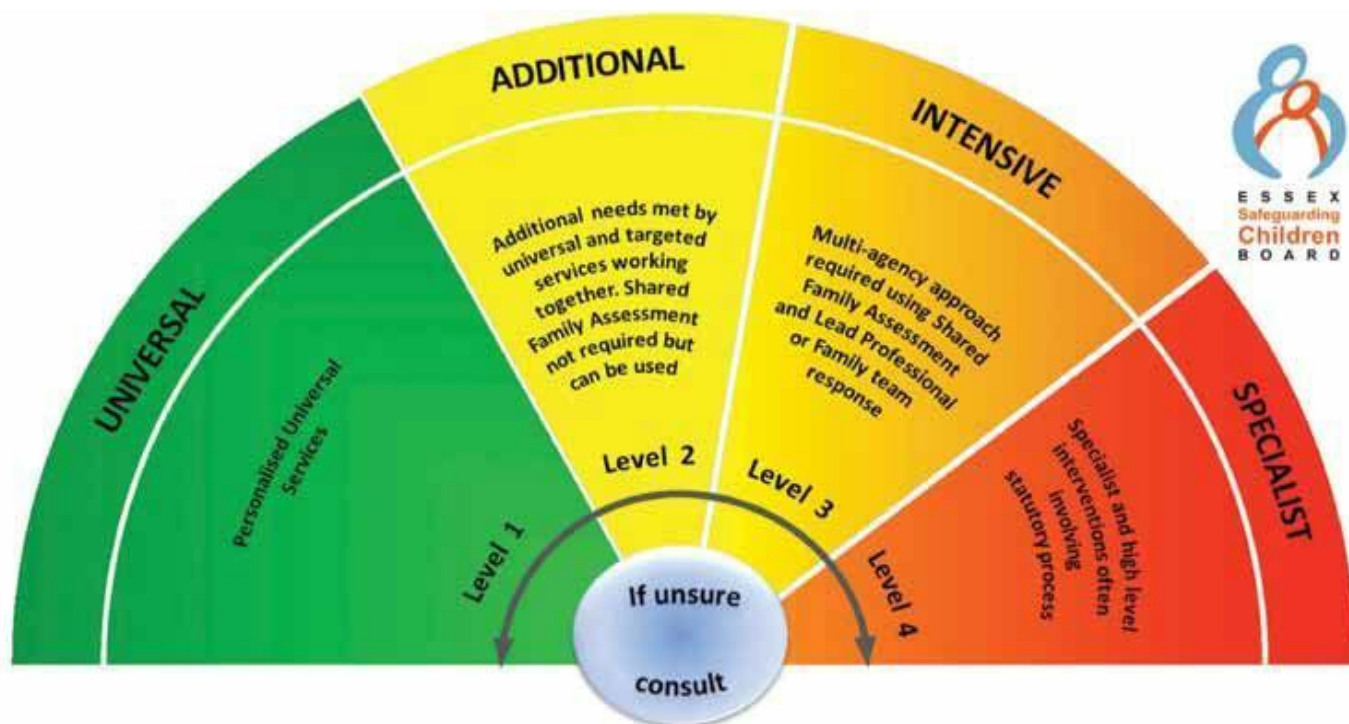 UNIVERSAL
Personalised Universal
Services
Level 1
ADDITIONAL
Additional needs met by
universal and targeted
services working
together. Shared
Family Assessment
not required but
can be used
Level 2
INTENSIVE
Multi-agency approach
required using Shared
Family Assessment
and Lead Professional
or Family team
response
Level 3
SPECIALIST
Specialist and high level
interventions often
involving
statutory process
Level 4
If unsure
consult
ESSEX
Safeguarding
Children
BOARD